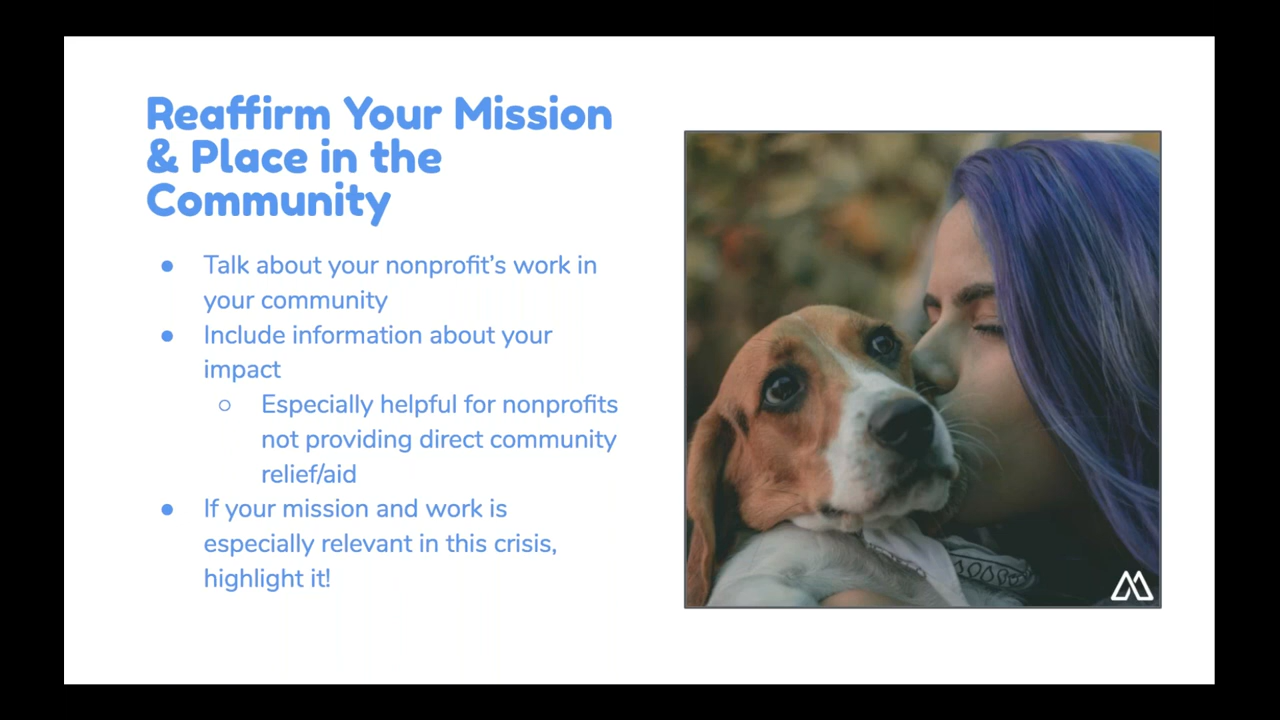 Reaffirm Your Mission
& Place in the
Community
● Talk about your nonprofit’s work in
your community
● Include information about your
impact
○ Especially helpful for nonprofits
not providing direct community
relief/aid
● If your mission and work is
especially relevant in this crisis,
highlight it!